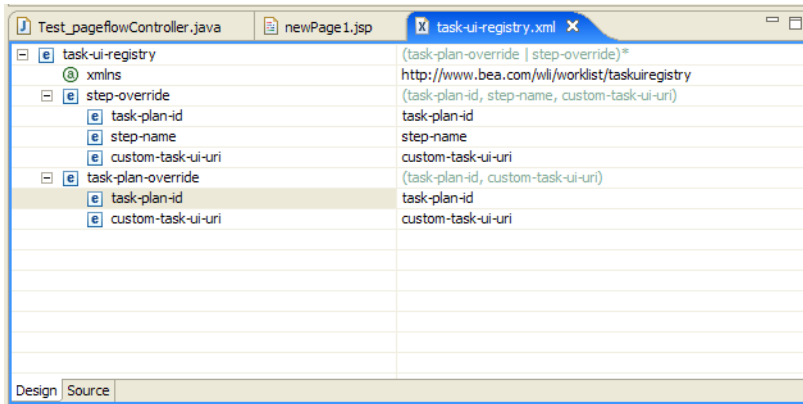 Test_pageflowController.java newPage1.jsp task-ui-registry.xml
task-ui-registry (task-plan-override | step-override)*
xmlns http://www.bea.com/wli/worklist/taskuiregistry
step-override (task-plan-id, step-name, custom-task-ui-uri)
task-plan-id task-plan-id
step-name step-name
custom-task-ui-uri custom-task-ui-uri
task-plan-override (task-plan-id, custom-task-ui-uri)
task-plan-id task-plan-id
custom-task-ui-uri custom-task-ui-uri
Design Source